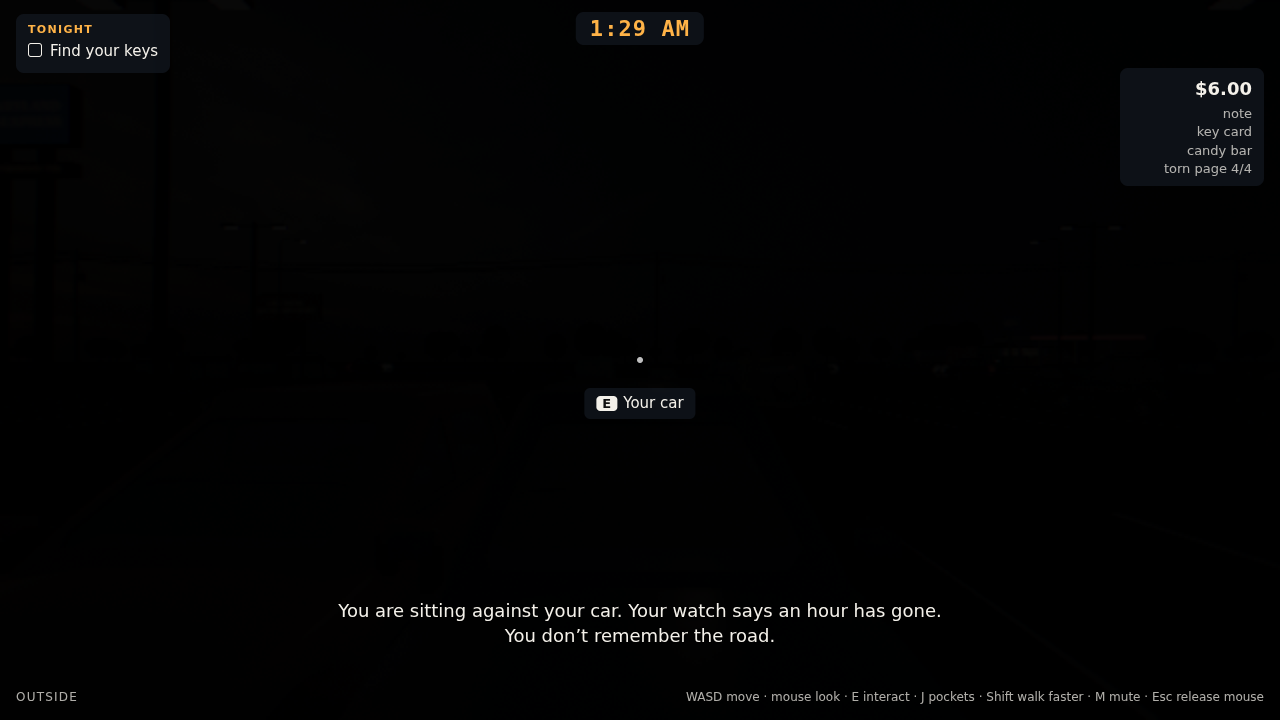 TONIGHT
Find your keys
1:29 AM
$6.00
note
key card
candy bar
torn page 4/4
E Your car
You are sitting against your car. Your watch says an hour has gone.
You don’t remember the road.
OUTSIDE
WASD move · mouse look · E interact · J pockets · Shift walk faster · M mute · Esc release mouse